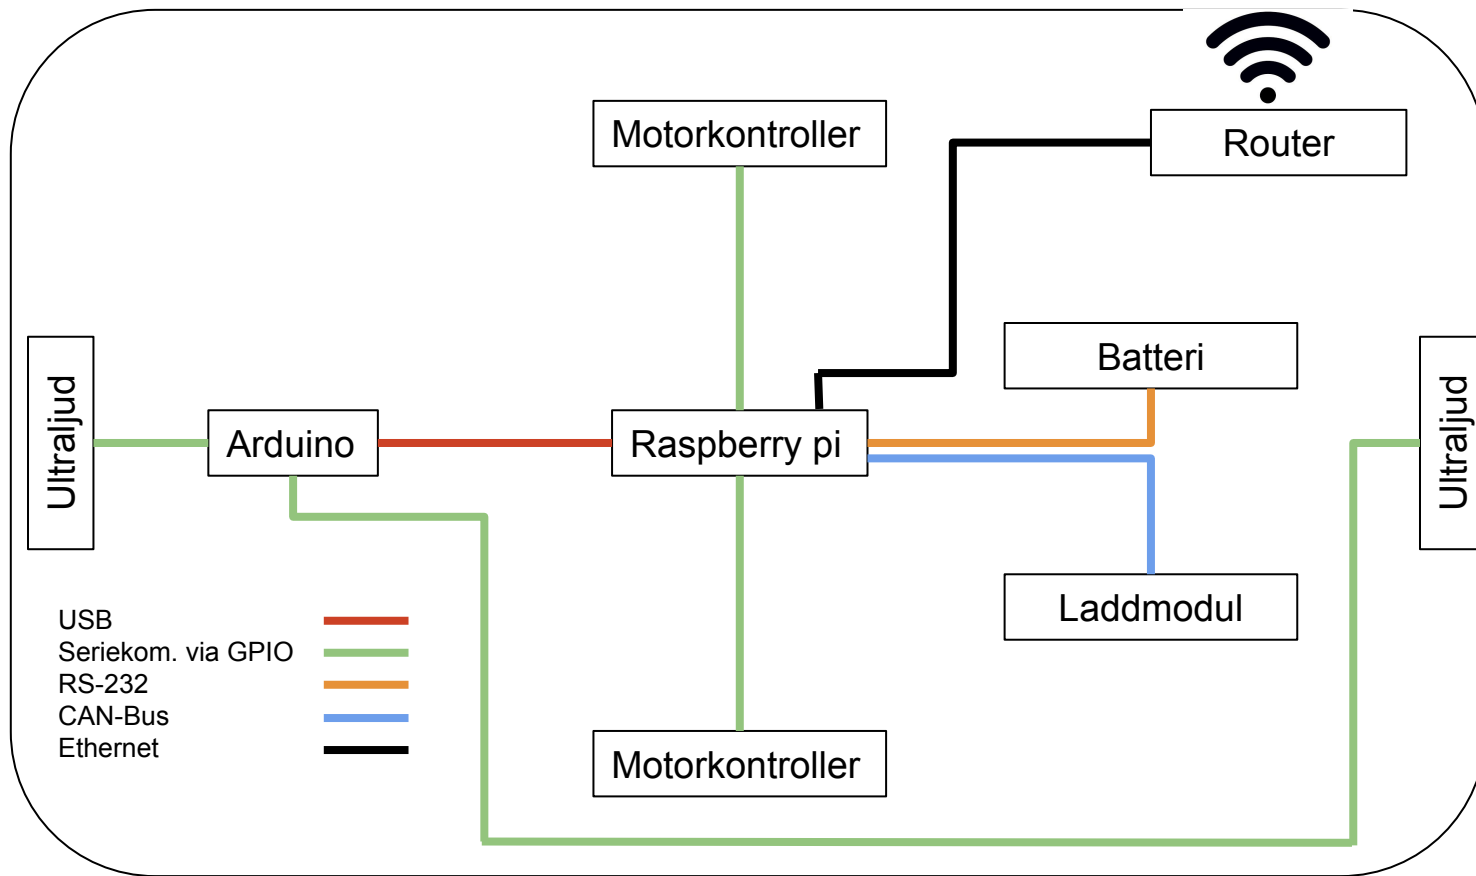 Motorkontroller
Router
Batteri
Ultraljud
Arduino
Raspberry pi
Ultraljud
Laddmodul
USB
Seriekom. via GPIO
RS-232
CAN-Bus
Ethernet
Motorkontroller